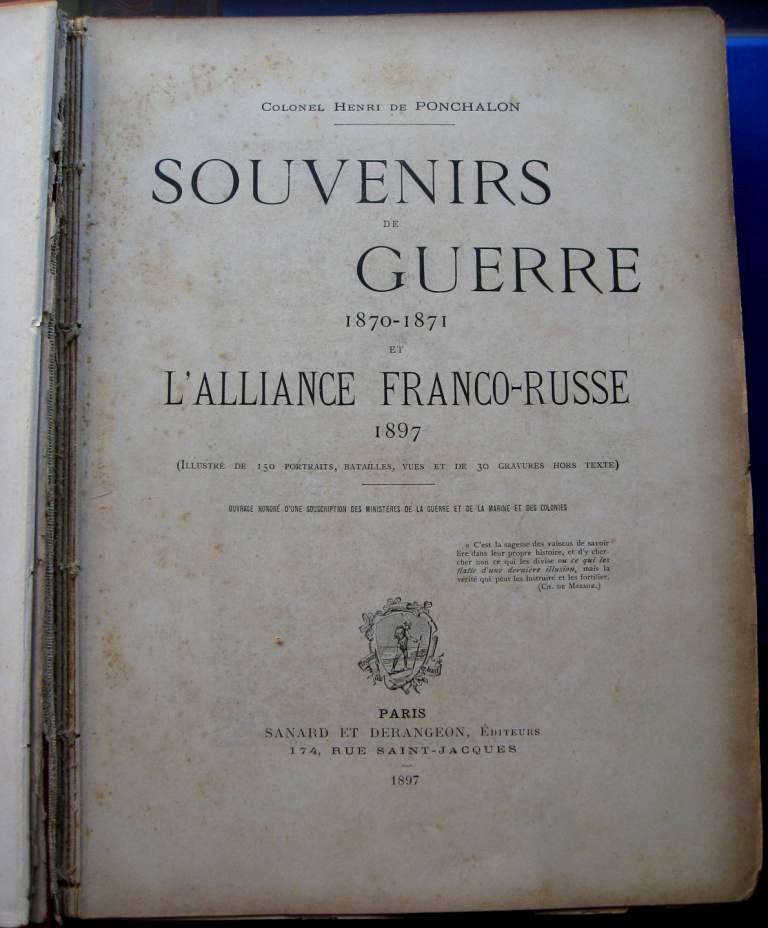 COLONEL HENRI DE PONCHALON
SOUVENIRS
DE
GUERRE
1870-1871
ET
L'ALLIANCE FRANCO-RUSSE
1897
(ILLUSTRÉ DE 150 PORTRAITS, BATAILLES, VUES ET DE 30 GRAVURES HORS TEXTE)
OUVRAGE HONORÉ D'UNE SOUSCRIPTION DES MINISTÈRES DE LA GUERRE ET DE LA MARINE ET DES COLONIES
« C'est la sagesse des vaincus de savoir
lire dans leur propre histoire, et d'y cher-
cher non ce qui les divise ou ce qui les
flatte d'une dernière illusion, mais la
vérité qui peut les instruire et les fortifier.
(CH. DE MAZADE.)
PARIS
SANARD ET DERANGEON, ÉDITEURS
174, RUE SAINT-JACQUES
1897